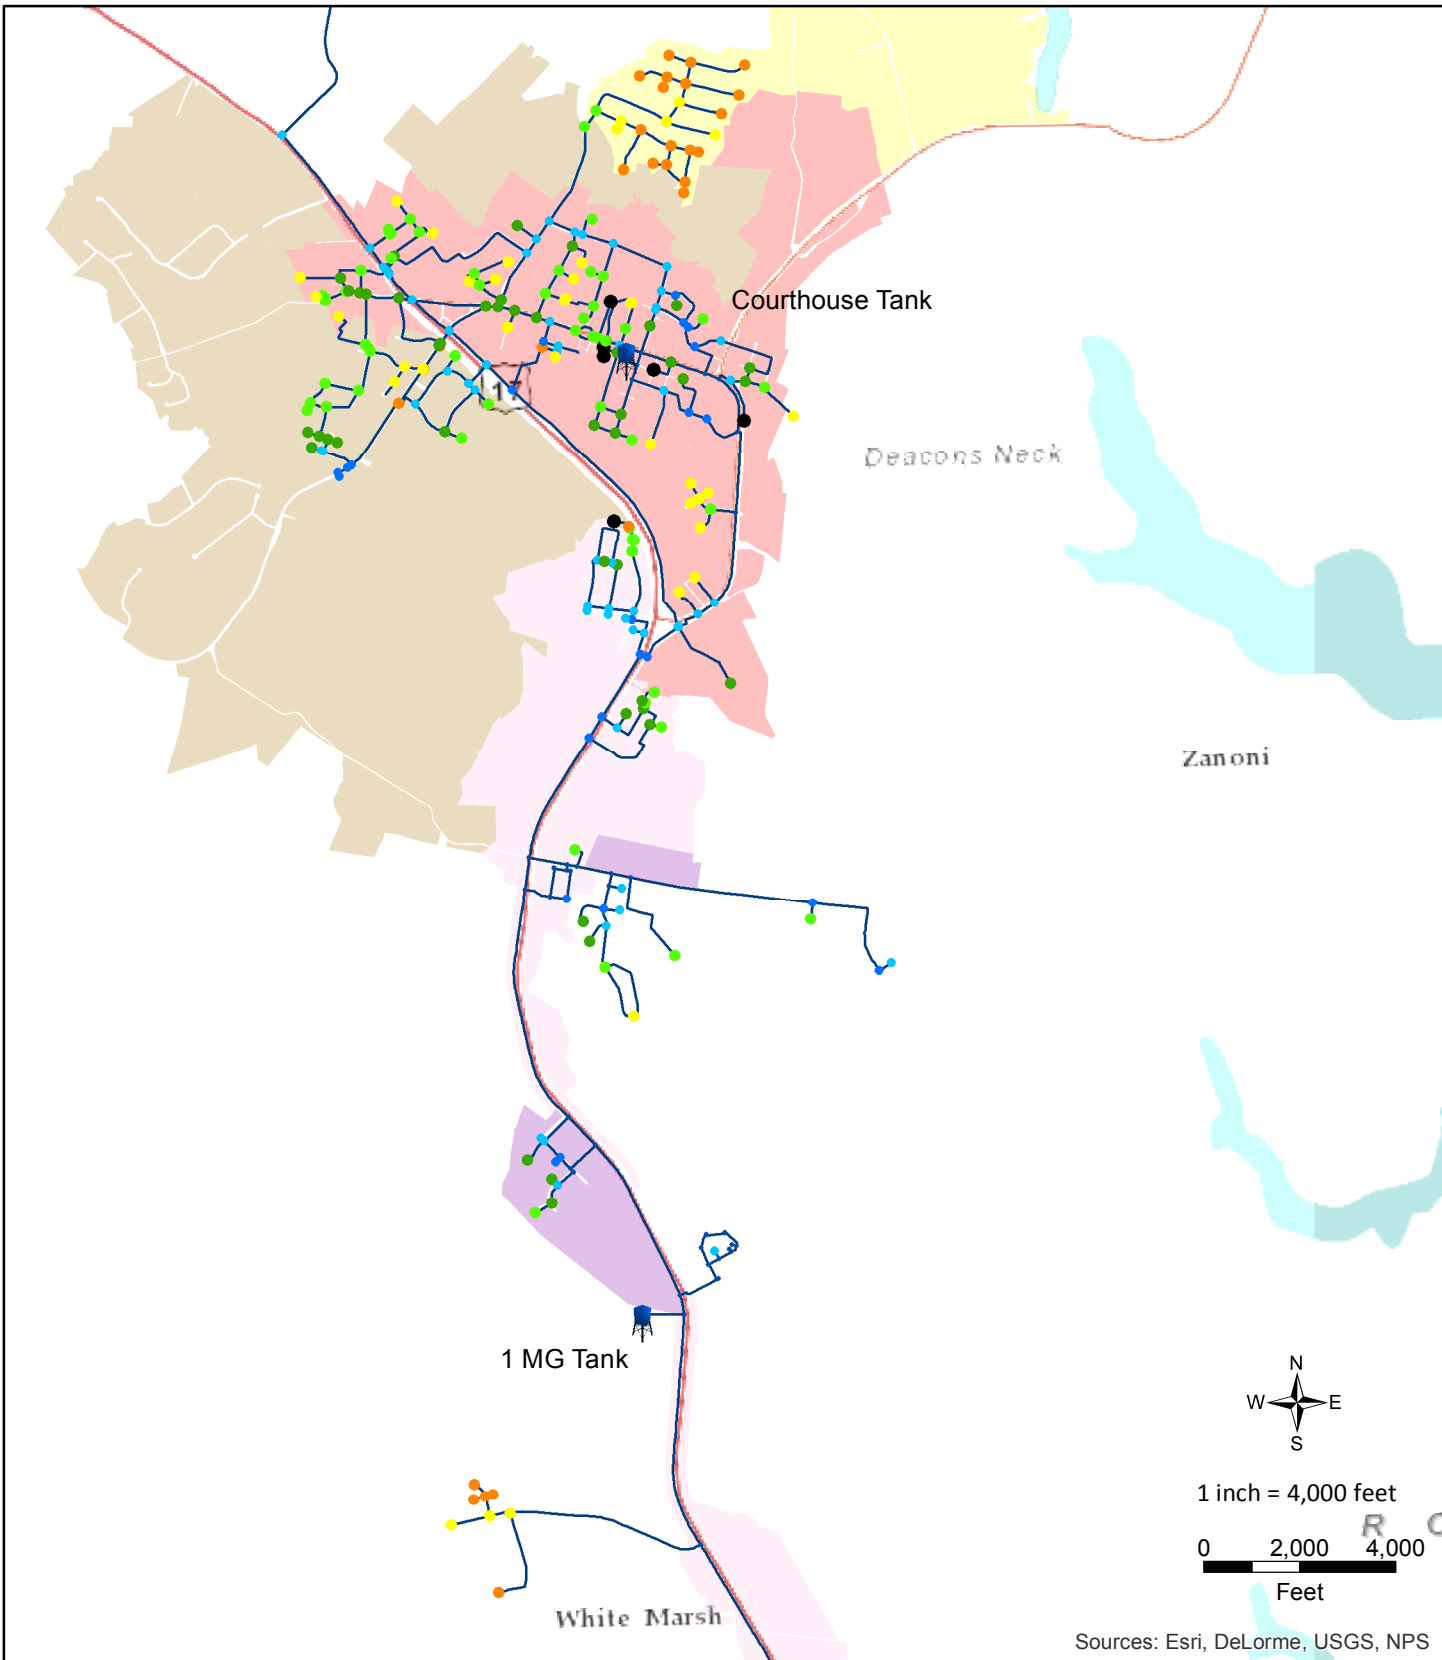 Courthouse Tank
17
Deacons Neck
Zanoni
1 MG Tank
N
W E
S
1 inch = 4,000 feet
R O
0 2,000 4,000
Feet
White Marsh
Sources: Esri, DeLorme, USGS, NPS